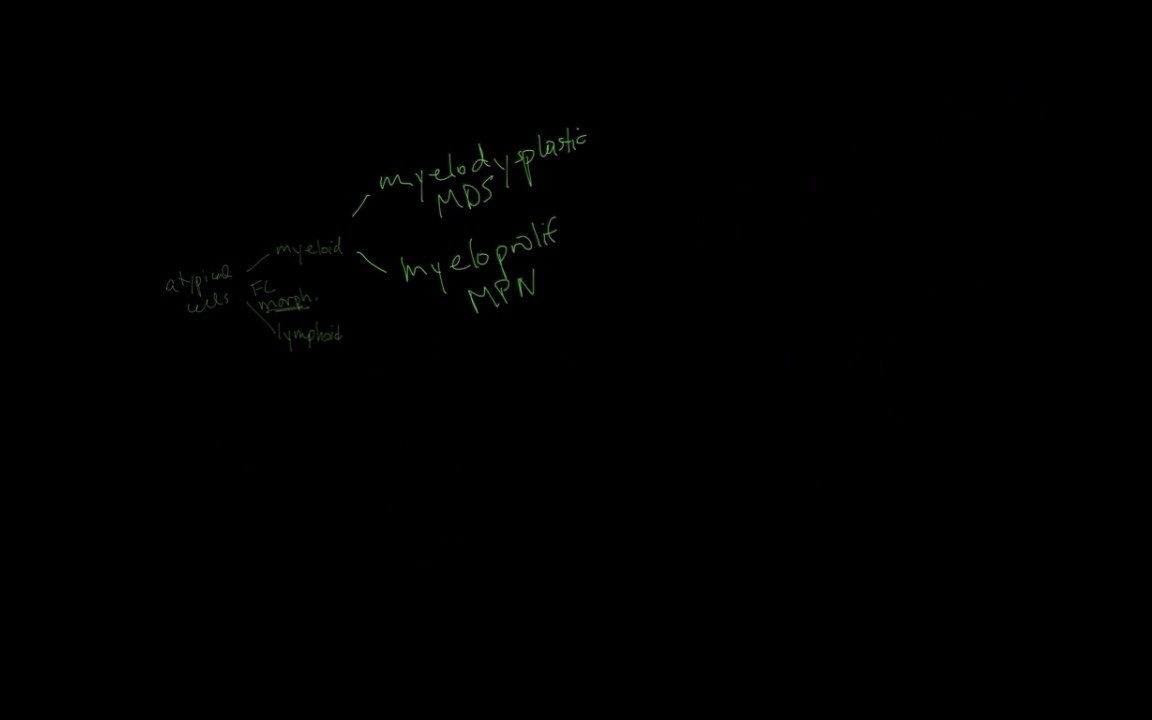 myelodysplastic
MDS
myeloid
myeloprolif
MPN
atypical
cells
FC
morph.
lymphoid